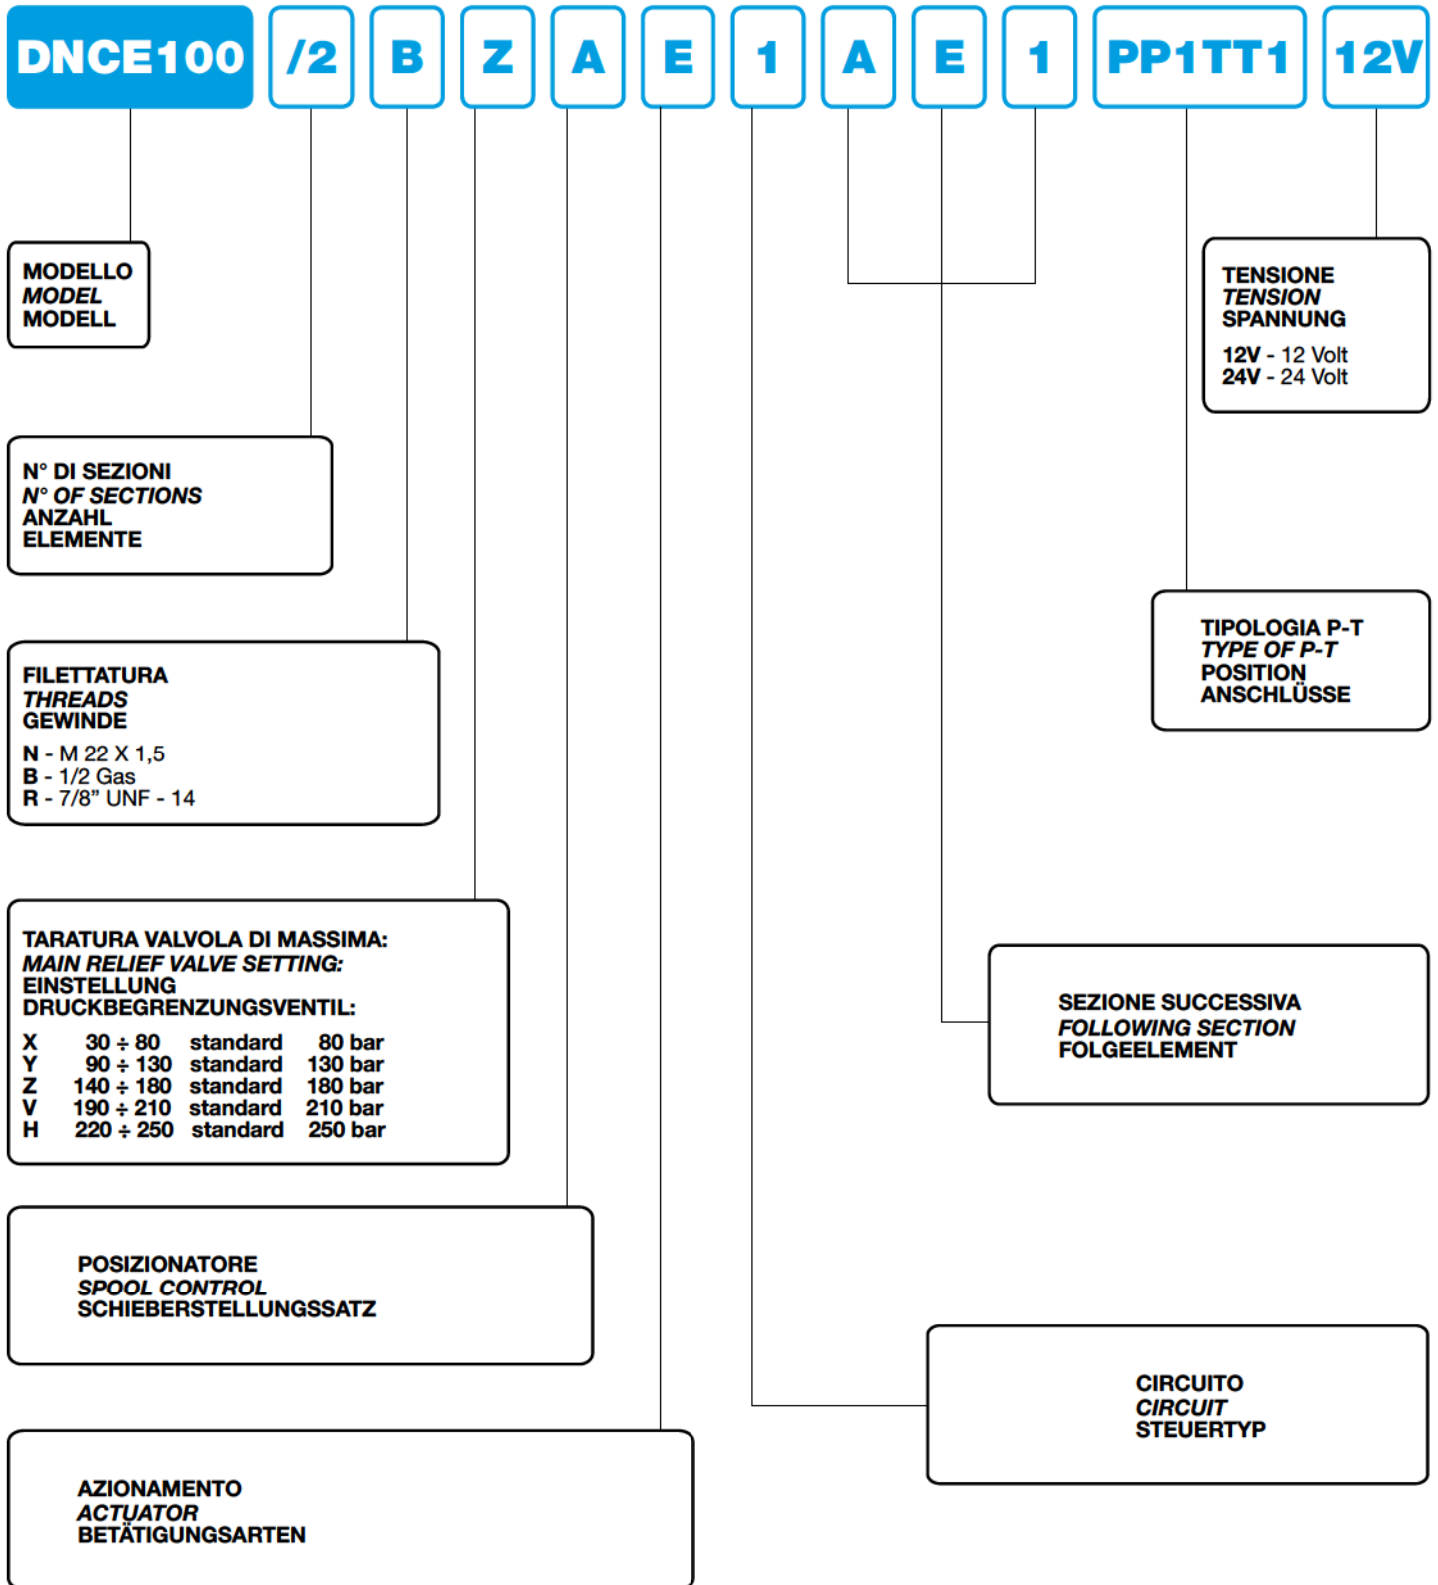 DNCE100 /2 B Z A E 1 A E 1 PP1TT1 12V
MODELLO
MODEL
MODELL
TENSIONE
TENSION
SPANNUNG
12V - 12 Volt
24V - 24 Volt
N° DI SEZIONI
N° OF SECTIONS
ANZAHL
ELEMENTE
TIPOLOGIA P-T
TYPE OF P-T
POSITION
ANSCHLÜSSE
FILETTATURA
THREADS
GEWINDE
N - M 22 X 1,5
B - 1/2 Gas
R - 7/8” UNF - 14
TARATURA VALVOLA DI MASSIMA:
MAIN RELIEF VALVE SETTING:
EINSTELLUNG
DRUCKBEGRENZUNGSVENTIL:
X 30 ÷ 80 standard 80 bar
Y 90 ÷ 130 standard 130 bar
Z 140 ÷ 180 standard 180 bar
V 190 ÷ 210 standard 210 bar
H 220 ÷ 250 standard 250 bar
SEZIONE SUCCESSIVA
FOLLOWING SECTION
FOLGEELEMENT
POSIZIONATORE
SPOOL CONTROL
SCHIEBERSTELLUNGSSATZ
CIRCUITO
CIRCUIT
STEUERTYP
AZIONAMENTO
ACTUATOR
BETÄTIGUNGSARTEN